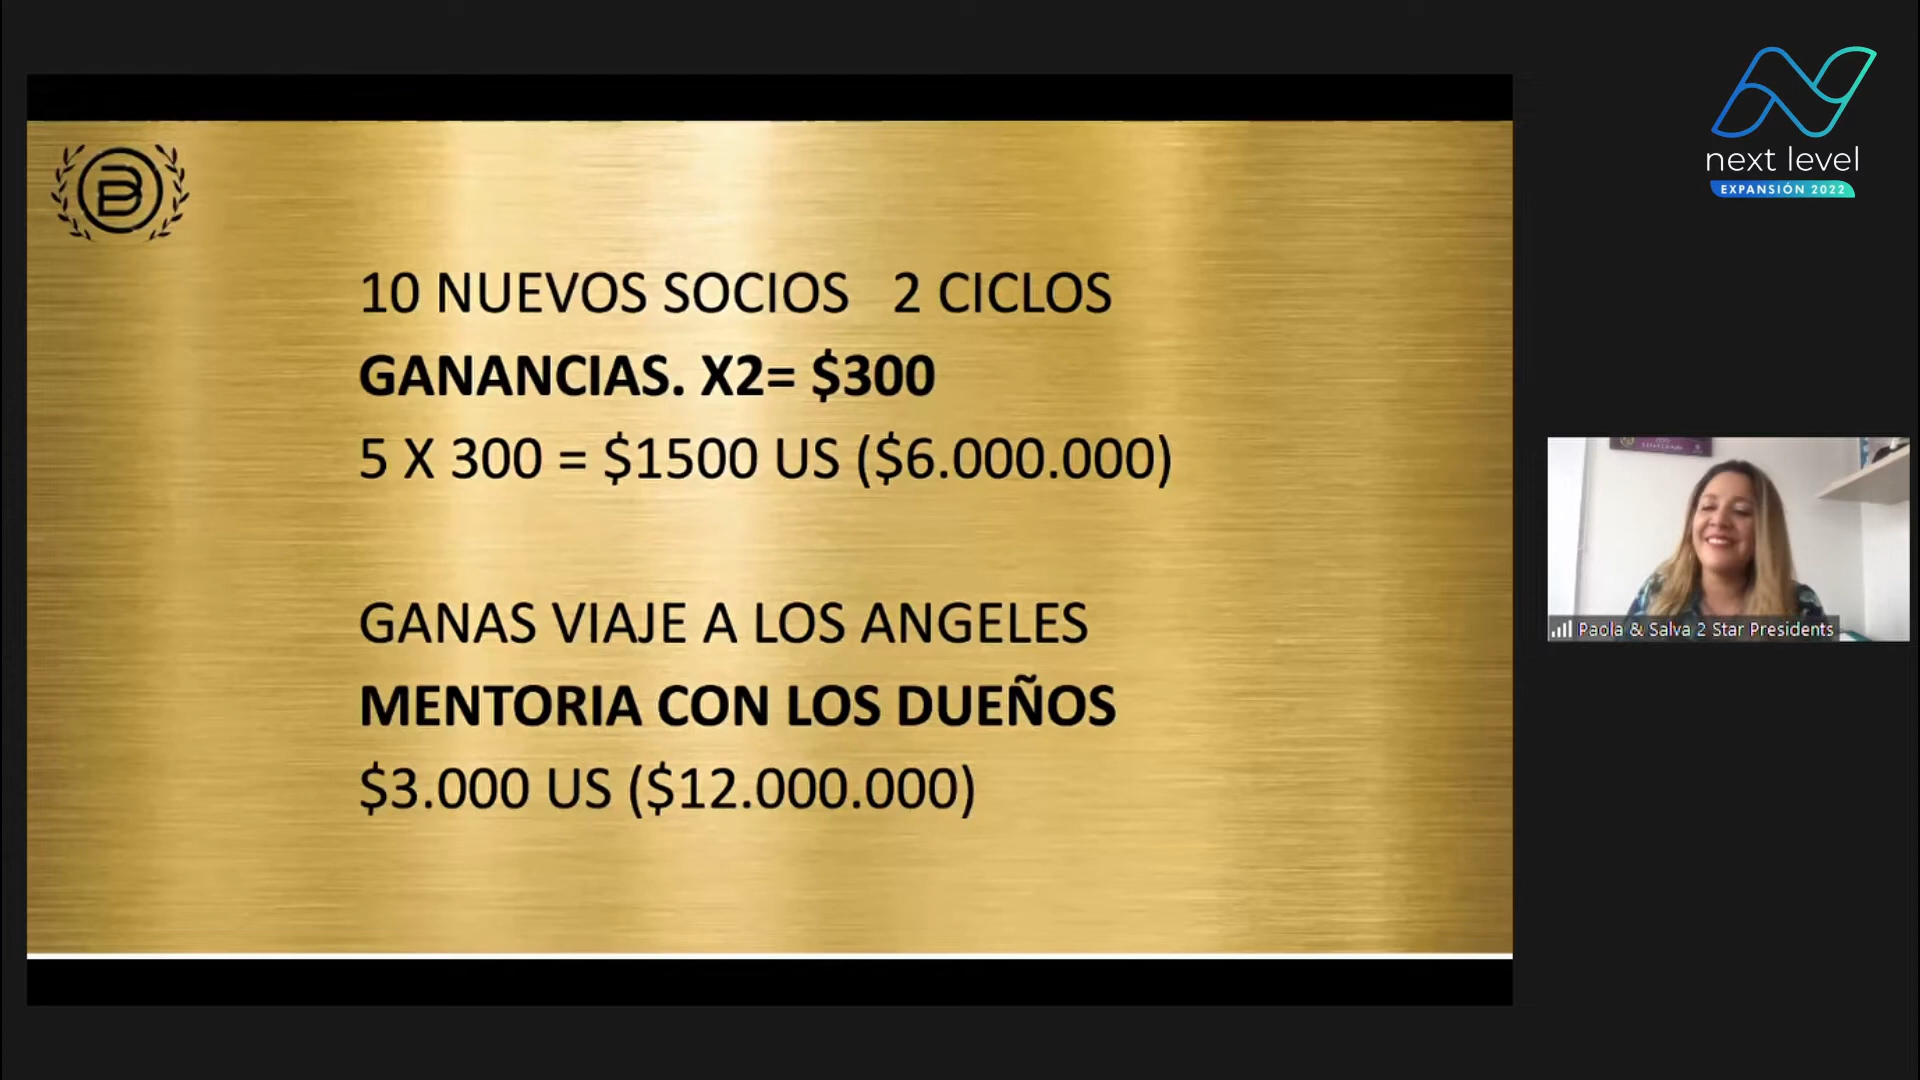 next level
EXPANSIÓN 2022
B
10 NUEVOS SOCIOS 2 CICLOS
GANANCIAS. X2= $300
5 X 300 = $1500 US ($6.000.000)
GANAS VIAJE A LOS ANGELES
MENTORIA CON LOS DUEÑOS
$3.000 US ($12.000.000)
Paola & Salva 2 Star Presidents